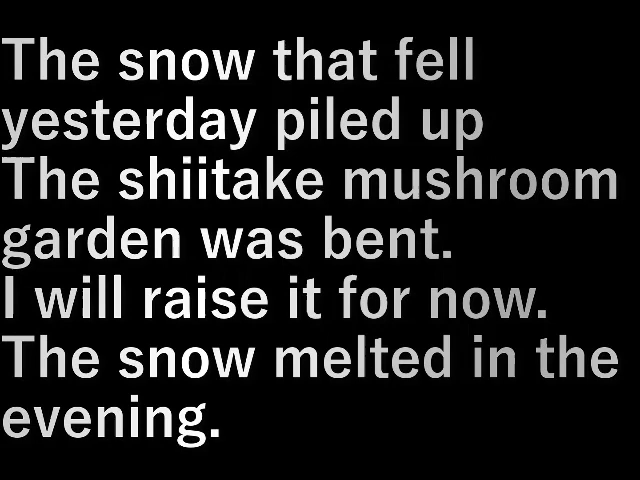 The snow that fell
yesterday piled up
The shiitake mushroom
garden was bent.
I will raise it for now.
The snow melted in the
evening.